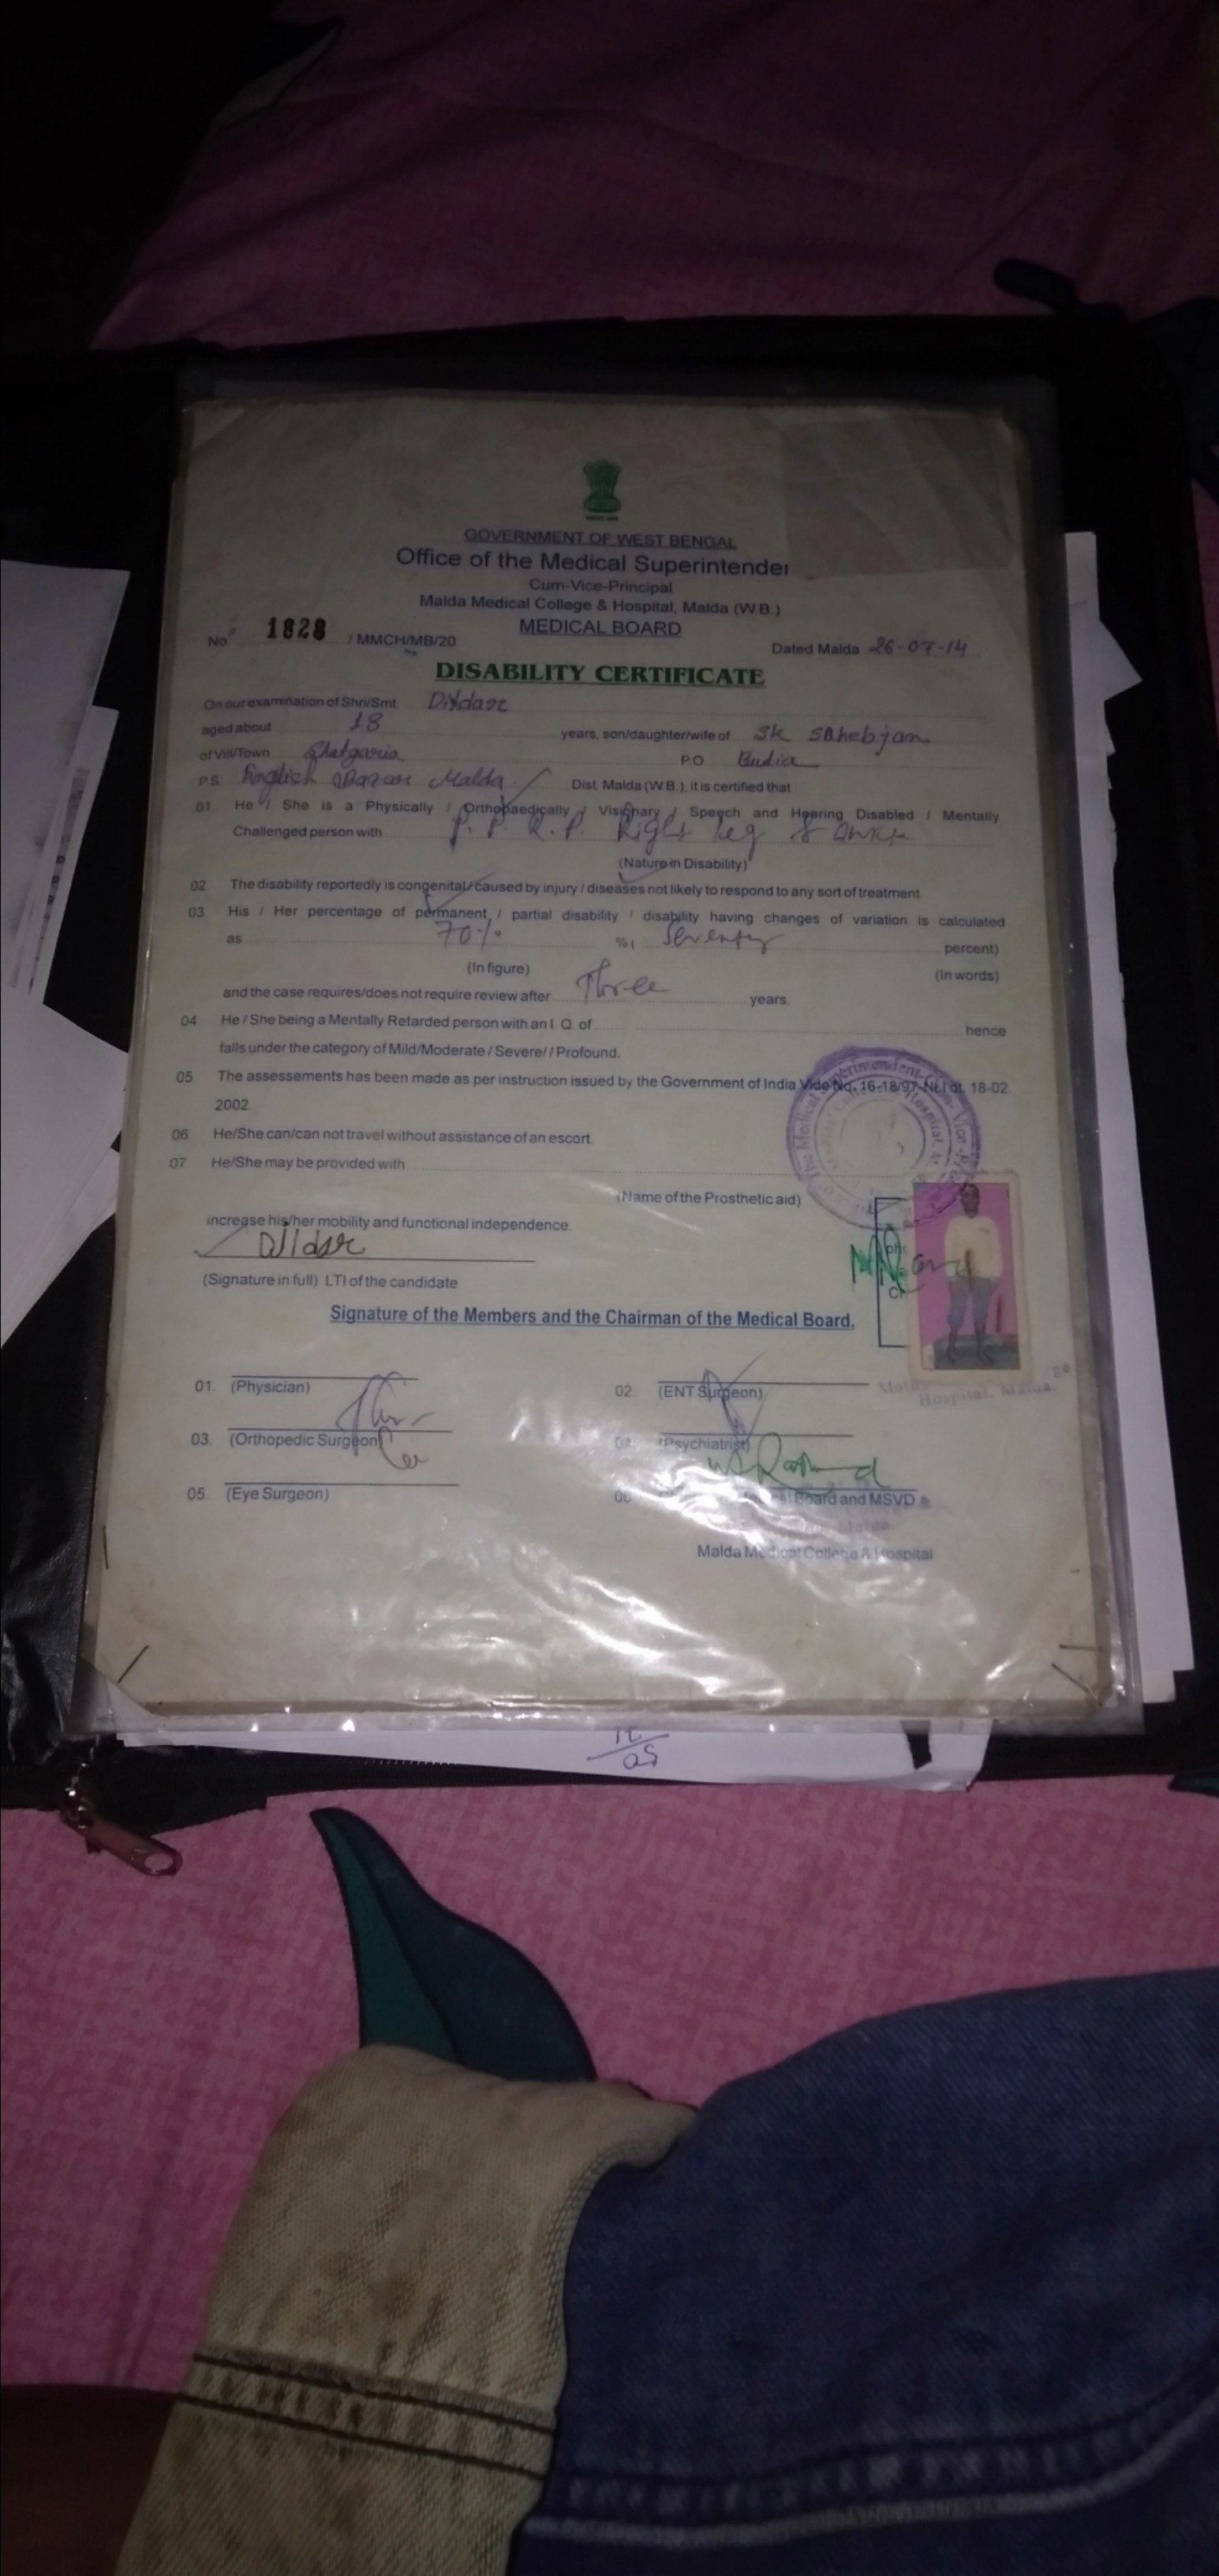 GOVERNMENT OF WEST BENGAL
Office of the Medical Superintender
Cum-Vice-Principal
Malda Medical College & Hospital, Malda (W.B.)
MEDICAL BOARD
No 1828 / MMCH/MB/20
Dated Malda 26-07-14
DISABILITY CERTIFICATE
On our examination of Shri/Smt. Dildar
aged about 18 years, son/daughter/wife of Sk Sahebjan
of Vill/Town P.O
P.S. English Bazar Malda Dist. Malda (W.B.), it is certified that
01. He / She is a Physically / Orthopaedically / Visionary / Speech and Hearing Disabled / Mentally
Challenged person with P. P. R. P. Right leg
(Nature in Disability)
02 The disability reportedly is congenital / caused by injury / diseases not likely to respond to any sort of treatment
03. His / Her percentage of permanent / partial disability / disability having changes of variation is calculated
as 70% %( Seventy percent)
(In figure) (In words)
and the case requires/does not require review after Three years.
04 He / She being a Mentally Retarded person with an I. Q. of hence
falls under the category of Mild/Moderate / Severe/ / Profound.
05 The assessements has been made as per instruction issued by the Government of India Vide No. 16-18/97-NI.I dt. 18-02
2002.
06 He/She can/can not travel without assistance of an escort.
07 He/She may be provided with
(Name of the Prosthetic aid)
increase his/her mobility and functional independence.
Dildar
(Signature in full) LTI of the candidate
Signature of the Members and the Chairman of the Medical Board.
01. (Physician)
02. (ENT Surgeon)
Hospital, Malda
03. (Orthopedic Surgeon)
04. (Psychiatrist)
05. (Eye Surgeon)
Board and MSVP
Malda Medical College & Hospital